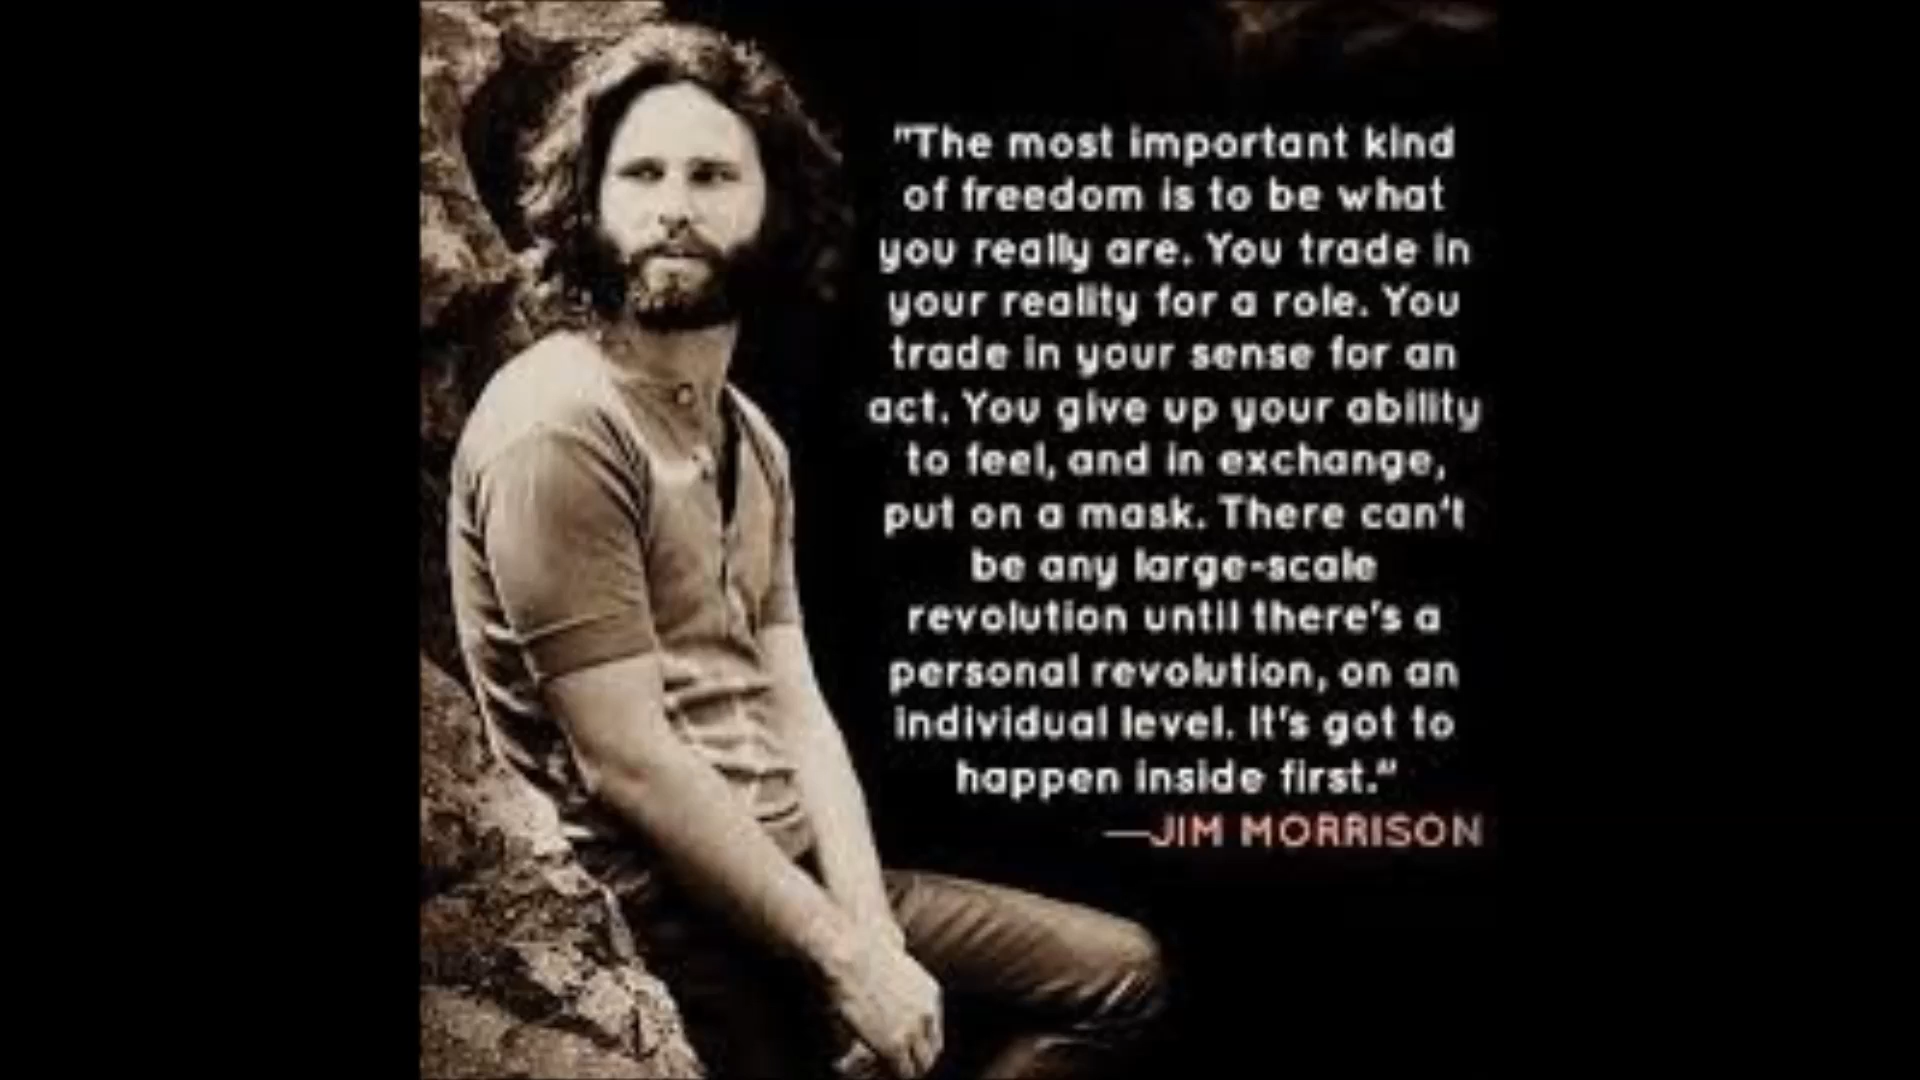 "The most important kind
of freedom is to be what
you really are. You trade in
your reality for a role. You
trade in your sense for an
act. You give up your ability
to feel, and in exchange,
put on a mask. There can't
be any large-scale
revolution until there's a
personal revolution, on an
individual level. It's got to
happen inside first."
—JIM MORRISON